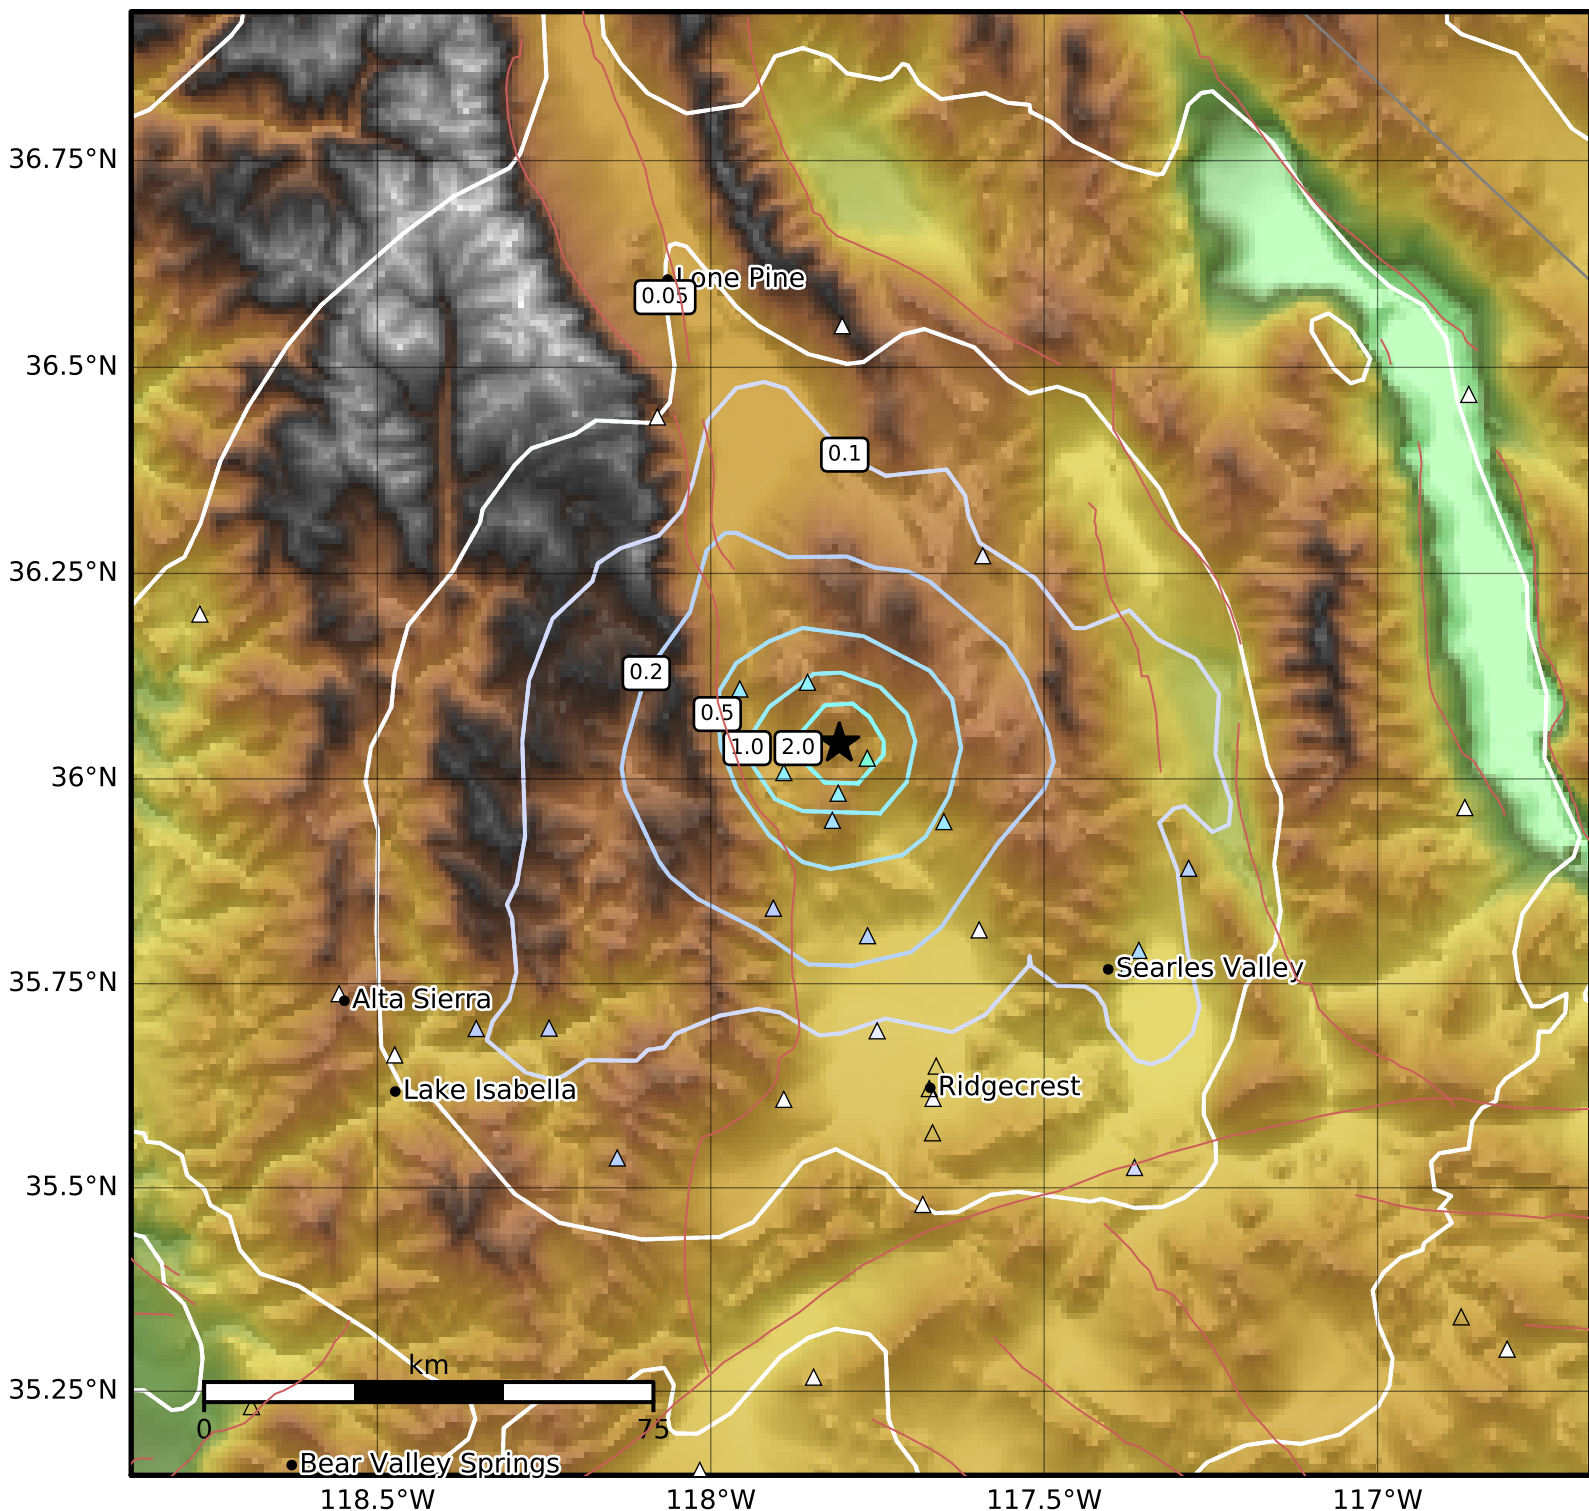 36.75°N
Lone Pine
0.05
36.5°N
0.1
36.25°N
0.2
0.5
1.0
2.0
36°N
Searles Valley
35.75°N
Alta Sierra
Ridgecrest
Lake Isabella
35.5°N
km
35.25°N
0
75
Bear Valley Springs
118.5°W
118°W
117.5°W
117°W